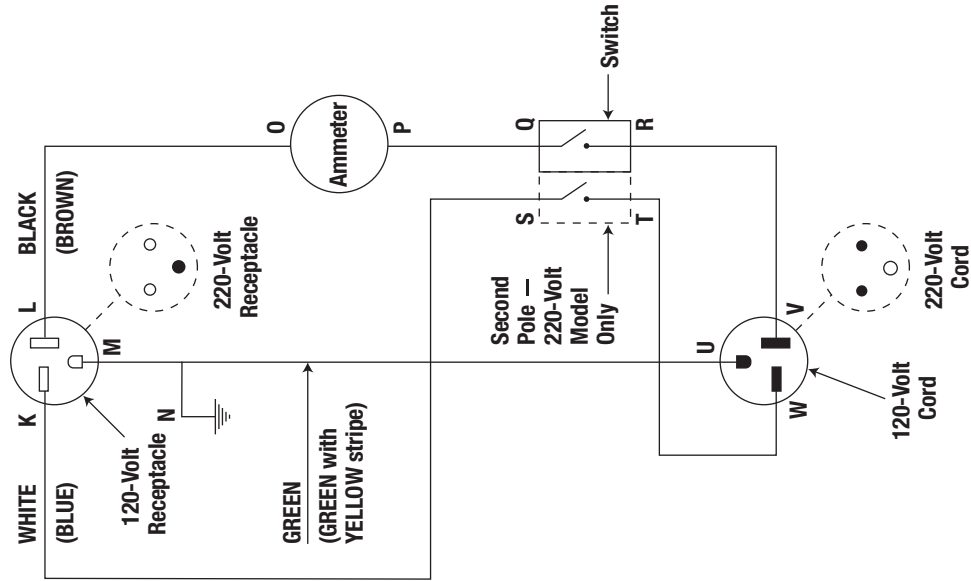 WHITE
(BLUE)
K
L
BLACK
(BROWN)
120-Volt
Receptacle
M
220-Volt
Receptacle
N
O
Ammeter
P
GREEN
(GREEN with
YELLOW stripe)
Second
Pole —
220-Volt
Model
Only
S
Q
T
R
Switch
U
W
V
120-Volt
Cord
220-Volt
Cord